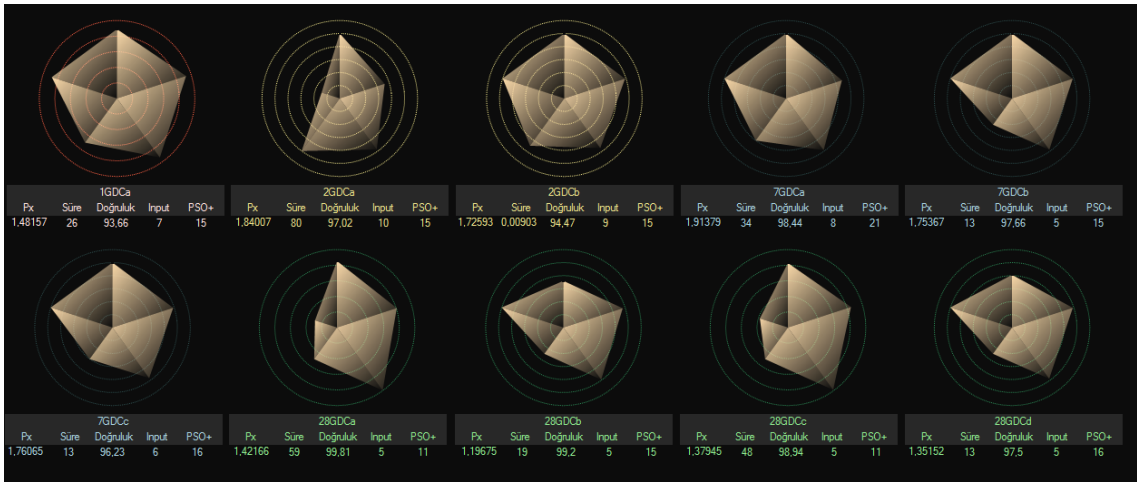 1GDCa 2GDCa 2GDCb 7GDCa 7GDCb
Px Süre Doğruluk Input PSO+ Px Süre Doğruluk Input PSO+ Px Süre Doğruluk Input PSO+ Px Süre Doğruluk Input PSO+ Px Süre Doğruluk Input PSO+
1,48157 26 93,66 7 15 1,84007 80 97,02 10 15 1,72593 0,00903 94,47 9 15 1,91379 34 98,44 8 21 1,75367 13 97,66 5 15
7GDCc 28GDCa 28GDCb 28GDCc 28GDCd
Px Süre Doğruluk Input PSO+ Px Süre Doğruluk Input PSO+ Px Süre Doğruluk Input PSO+ Px Süre Doğruluk Input PSO+ Px Süre Doğruluk Input PSO+
1,76065 13 96,23 6 16 1,42166 59 99,81 5 11 1,19675 19 99,2 5 15 1,37945 48 98,94 5 11 1,35152 13 97,5 5 16